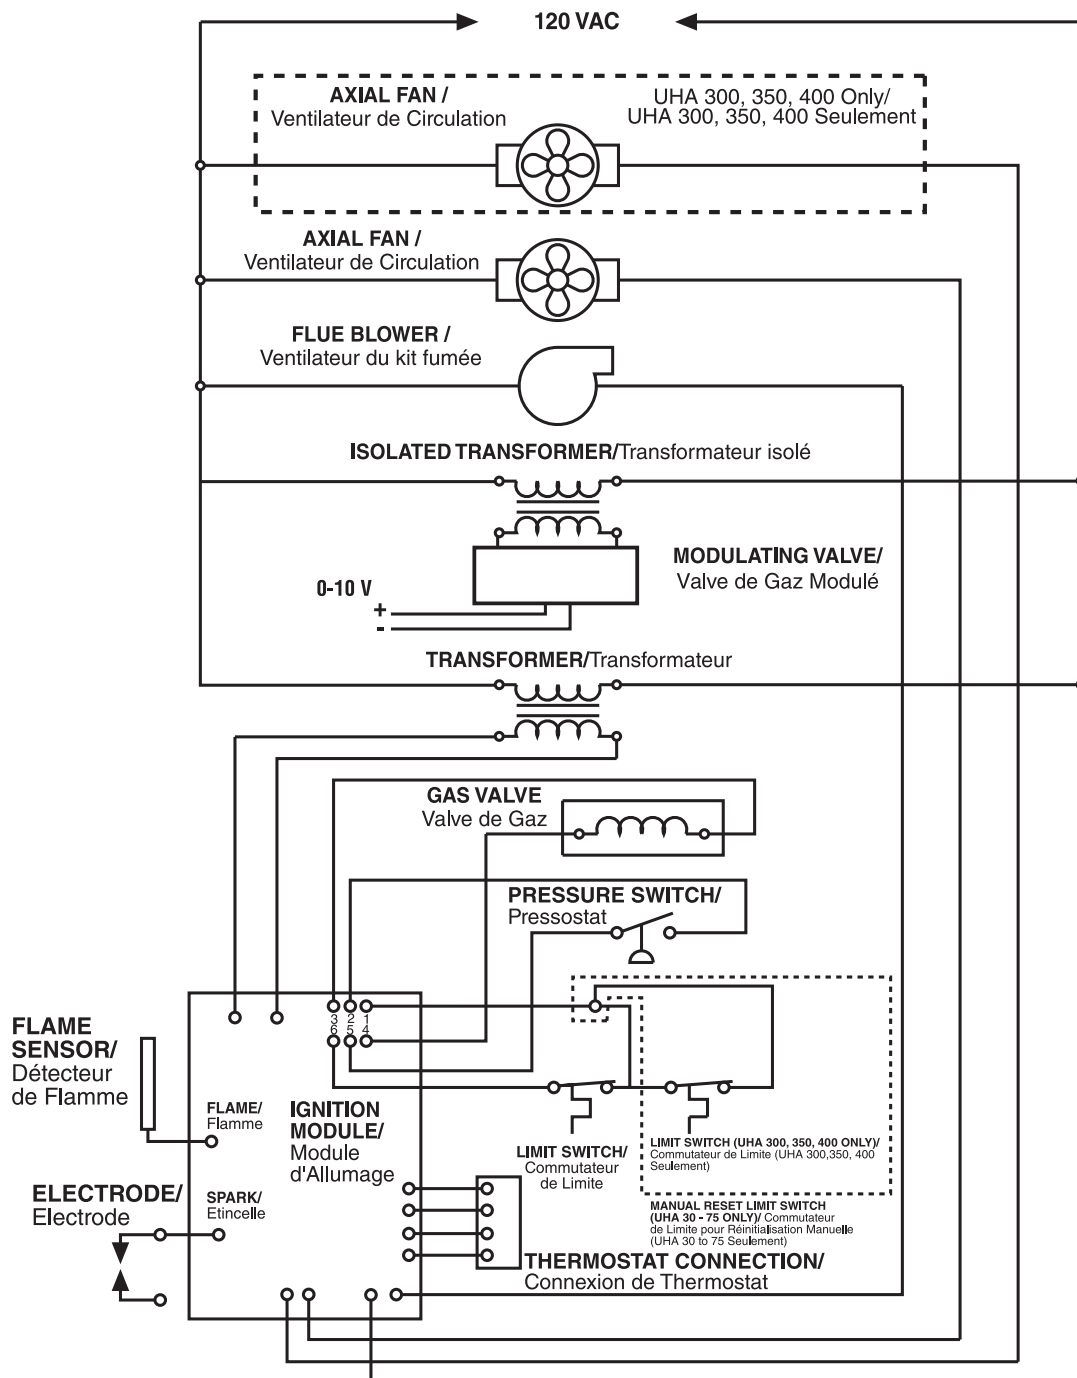 120 VAC
AXIAL FAN /
Ventilateur de Circulation
UHA 300, 350, 400 Only/
UHA 300, 350, 400 Seulement
AXIAL FAN /
Ventilateur de Circulation
FLUE BLOWER /
Ventilateur du kit fumée
ISOLATED TRANSFORMER/Transformateur isolé
MODULATING VALVE/
Valve de Gaz Modulé
0-10 V
+
-
TRANSFORMER/Transformateur
GAS VALVE
Valve de Gaz
PRESSURE SWITCH/
Pressostat
3 2 1
6 5 4
FLAME
SENSOR/
Détecteur
de Flamme
FLAME/
Flamme
IGNITION
MODULE/
Module
d'Allumage
LIMIT SWITCH/
Commutateur
de Limite
LIMIT SWITCH (UHA 300, 350, 400 ONLY)/
Commutateur de Limite (UHA 300,350, 400
Seulement)
ELECTRODE/
Electrode
SPARK/
Etincelle
MANUAL RESET LIMIT SWITCH
(UHA 30 - 75 ONLY)/ Commutateur
de Limite pour Réinitialisation Manuelle
(UHA 30 to 75 Seulement)
THERMOSTAT CONNECTION/
Connexion de Thermostat